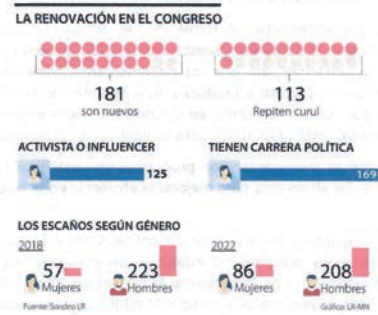 LA RENOVACIÓN EN EL CONGRESO
181 113
son nuevos Repiten curul
ACTIVISTA O INFLUENCER TIENEN CARRERA POLÍTICA
125 169
LOS ESCAÑOS SEGÚN GÉNERO
2018 2022
57 223 86 208
Mujeres Hombres Mujeres Hombres
Fuente: Sondeo LR Gráfico: LR-MN